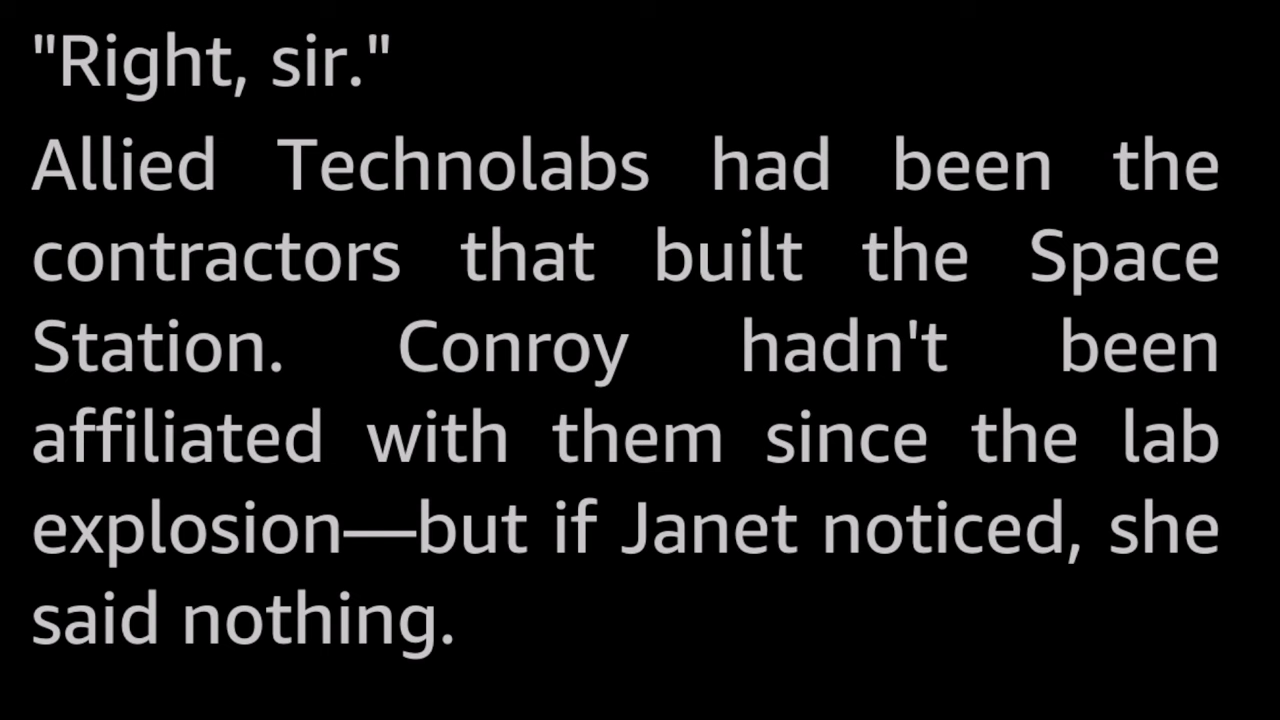 "Right, sir."
Allied Technolabs had been the
contractors that built the Space
Station. Conroy hadn't been
affiliated with them since the lab
explosion—but if Janet noticed, she
said nothing.